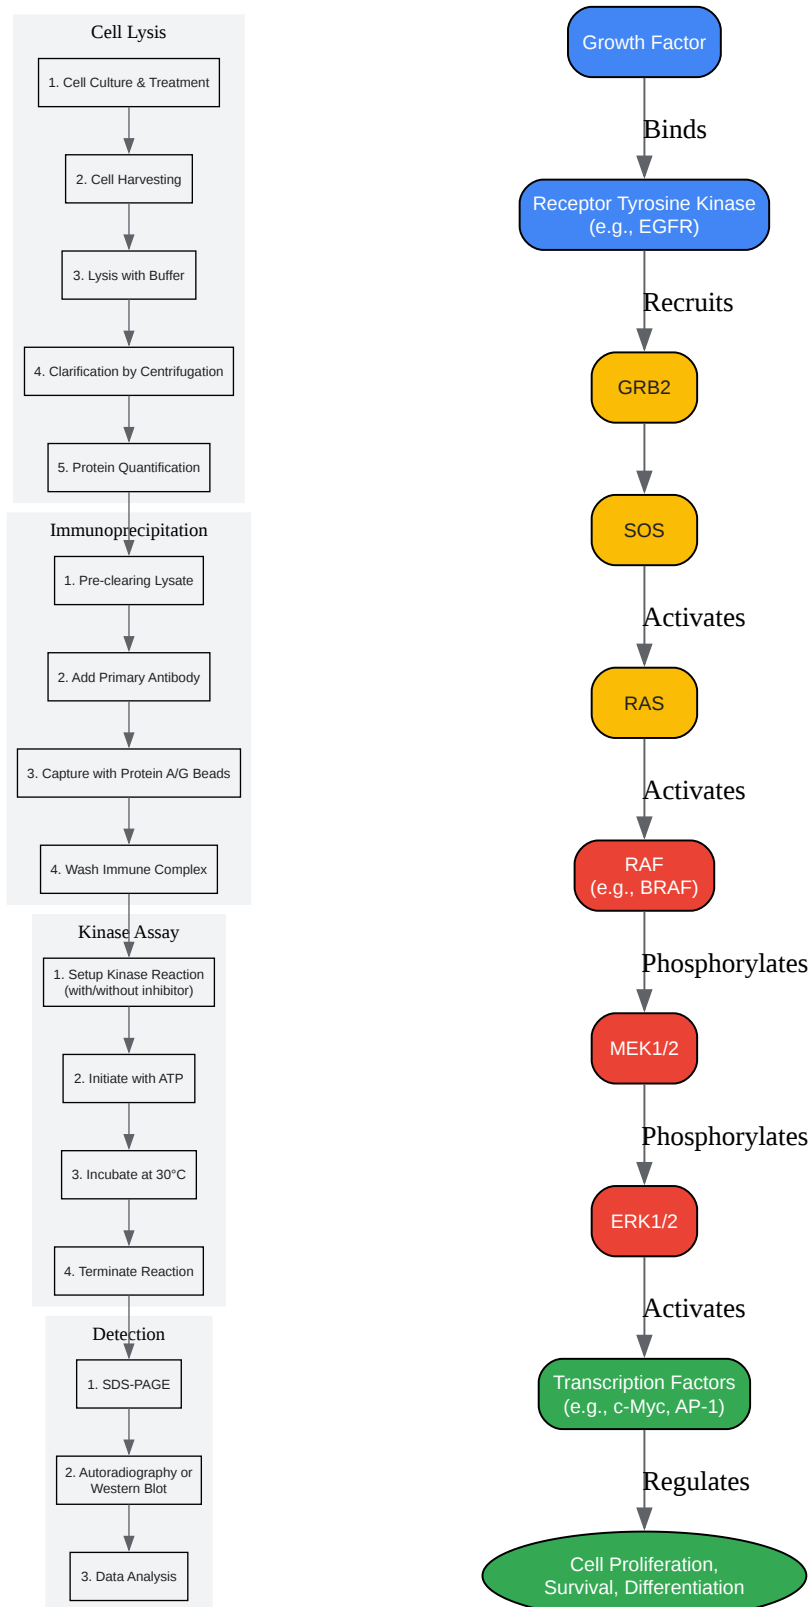 Cell Lysis
1. Cell Culture & Treatment
2. Cell Harvesting
3. Lysis with Buffer
4. Clarification by Centrifugation
5. Protein Quantification
Immunoprecipitation
1. Pre-clearing Lysate
2. Add Primary Antibody
3. Capture with Protein A/G Beads
4. Wash Immune Complex
Kinase Assay
1. Setup Kinase Reaction
(with/without inhibitor)
2. Initiate with ATP
3. Incubate at 30°C
4. Terminate Reaction
Detection
1. SDS-PAGE
2. Autoradiography or
Western Blot
3. Data Analysis
Growth Factor
Binds
Receptor Tyrosine Kinase
(e.g., EGFR)
Recruits
GRB2
SOS
Activates
RAS
Activates
RAF
(e.g., BRAF)
Phosphorylates
MEK1/2
Phosphorylates
ERK1/2
Activates
Transcription Factors
(e.g., c-Myc, AP-1)
Regulates
Cell Proliferation,
Survival, Differentiation